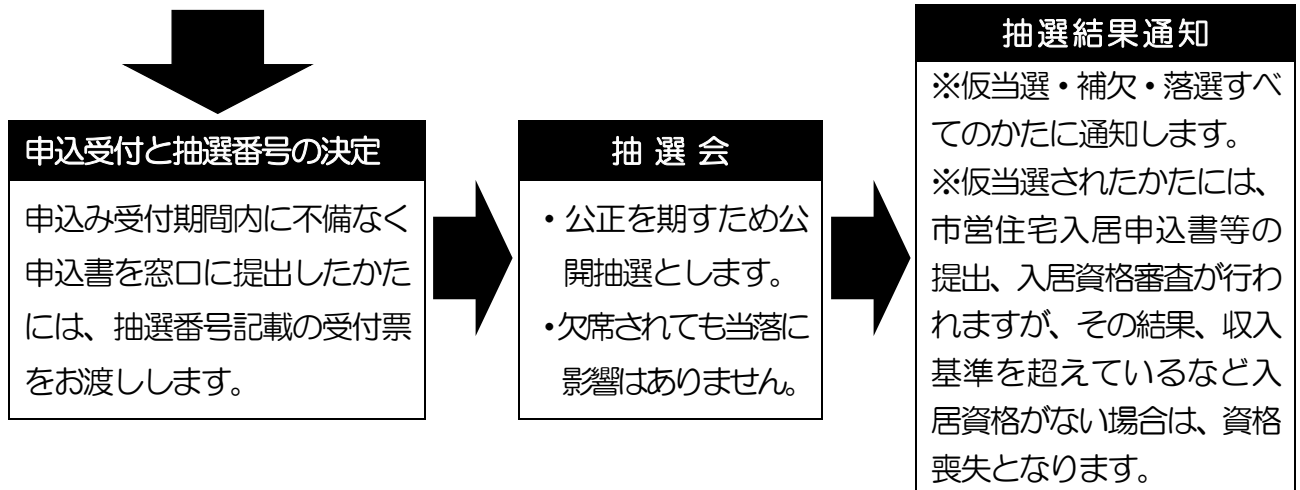 申込受付と抽選番号の決定
申込み受付期間内に不備なく
申込書を窓口に提出したかた
には、抽選番号記載の受付票
をお渡しします。
抽選会
・公正を期すため公
開抽選とします。
・欠席されても当落に
影響はありません。
抽選結果通知
※仮当選・補欠・落選すべ
てのかたに通知します。
※仮当選されたかたには、
市営住宅入居申込書等の
提出、入居資格審査が行わ
れますが、その結果、収入
基準を超えているなど入
居資格がない場合は、資格
喪失となります。